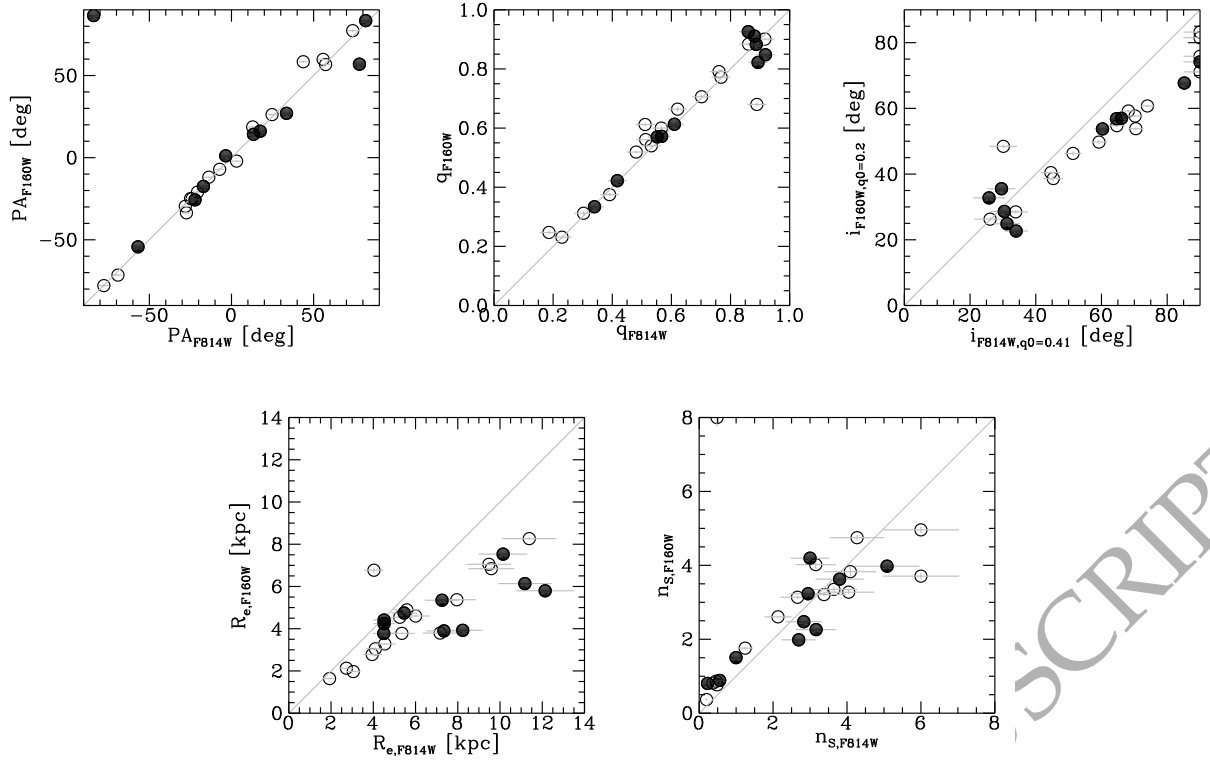 50
0
−50
PA_F160W [deg]
−50 0 50
PA_F814W [deg]
1.0
0.8
0.6
0.4
0.2
0.0
q_F160W
0.0 0.2 0.4 0.6 0.8 1.0
q_F814W
80
60
40
20
0
i_F160W,q0=0.2 [deg]
0 20 40 60 80
i_F814W,q0=0.41 [deg]
14
12
10
8
6
4
2
0
R_e,F160W [kpc]
0 2 4 6 8 10 12 14
R_e,F814W [kpc]
8
6
4
2
0
n_S,F160W
0 2 4 6 8
n_S,F814W
SCRIPT